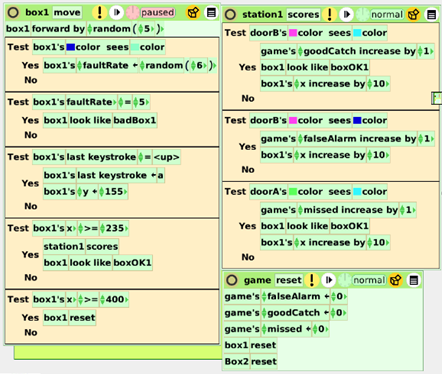 box1 move ! paused
box1 forward by random ( 5 )
Test box1's color sees color
Yes box1's faultRate ← random ( 6 )
No
Test box1's faultRate = 5
Yes box1 look like badBox1
No
Test box1's last keystroke = <up>
Yes box1's last keystroke ← a
box1's y ← 155
No
Test box1's x >= 235
Yes station1 scores
box1 look like boxOK1
No
Test box1's x >= 400
Yes box1 reset
No
station1 scores ! normal
Test doorB's color sees color
game's goodCatch increase by 1
Yes box1 look like boxOK1
box1's x increase by 10
No
Test doorB's color sees color
Yes game's falseAlarm increase by 1
box1's x increase by 10
No
Test doorA's color sees color
game's missed increase by 1
Yes box1 look like boxOK1
box1's x increase by 10
No
game reset ! normal
game's falseAlarm ← 0
game's goodCatch ← 0
game's missed ← 0
box1 reset
Box2 reset